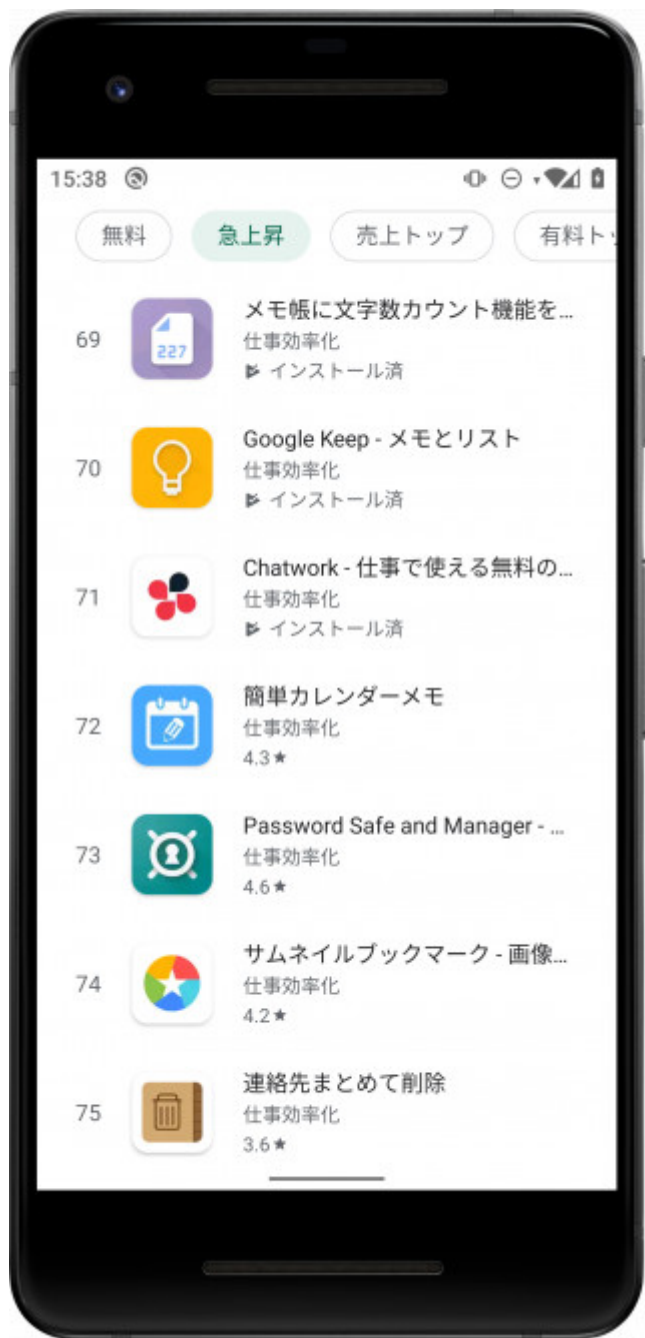 15:38
無料 急上昇 売上トップ 有料ト
69
メモ帳に文字数カウント機能を...
仕事効率化
インストール済
227
70
Google Keep - メモとリスト
仕事効率化
インストール済
71
Chatwork - 仕事で使える無料の...
仕事効率化
インストール済
72
簡単カレンダーメモ
仕事効率化
4.3★
73
Password Safe and Manager - ...
仕事効率化
4.6★
74
サムネイルブックマーク - 画像...
仕事効率化
4.2★
75
連絡先まとめて削除
仕事効率化
3.6★